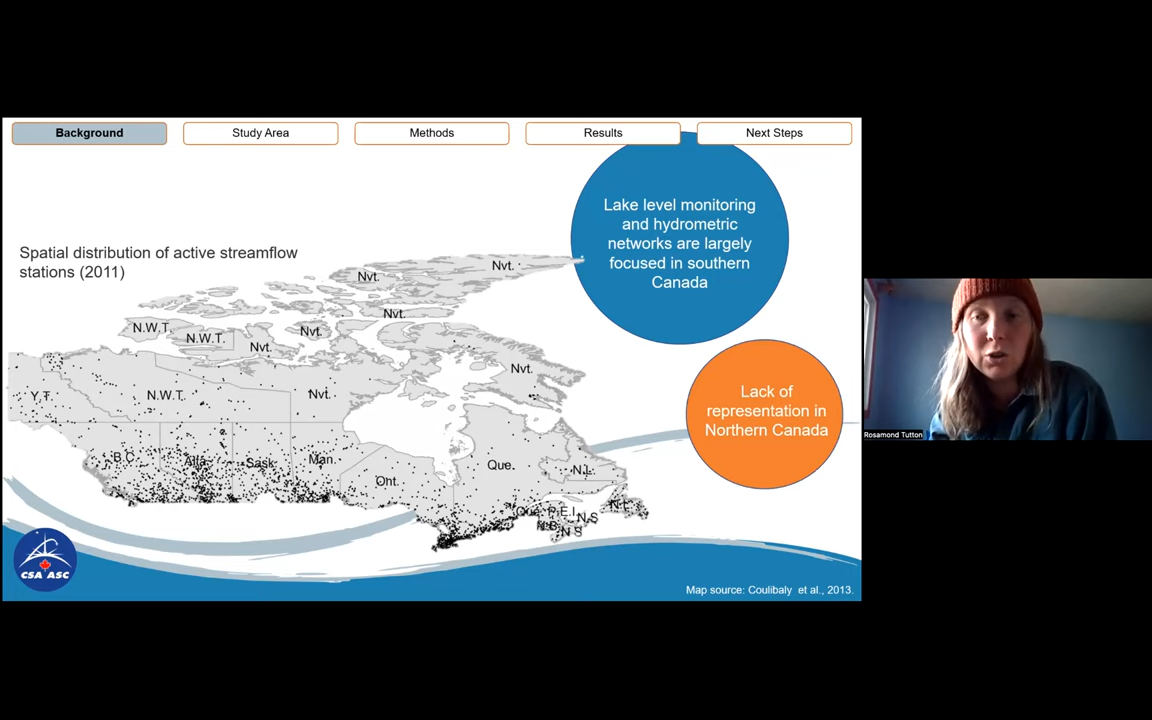 Background
Study Area
Methods
Results
Next Steps
Lake level monitoring
and hydrometric
networks are largely
focused in southern
Canada
Spatial distribution of active streamflow
stations (2011)
Nvt.
Nvt.
Nvt.
N.W.T.
N.W.T.
Nvt.
Nvt.
Nvt.
Y.T.
N.W.T.
Nvt.
Lack of
representation in
Northern Canada
B.C.
Alta.
Sask.
Man.
Ont.
Que.
N.L.
Que.
P.E.I.
N.S.
N.L.
N.B.
N.S.
CSA ASC
Map source: Coulibaly et al., 2013.
Rosamond Tutton